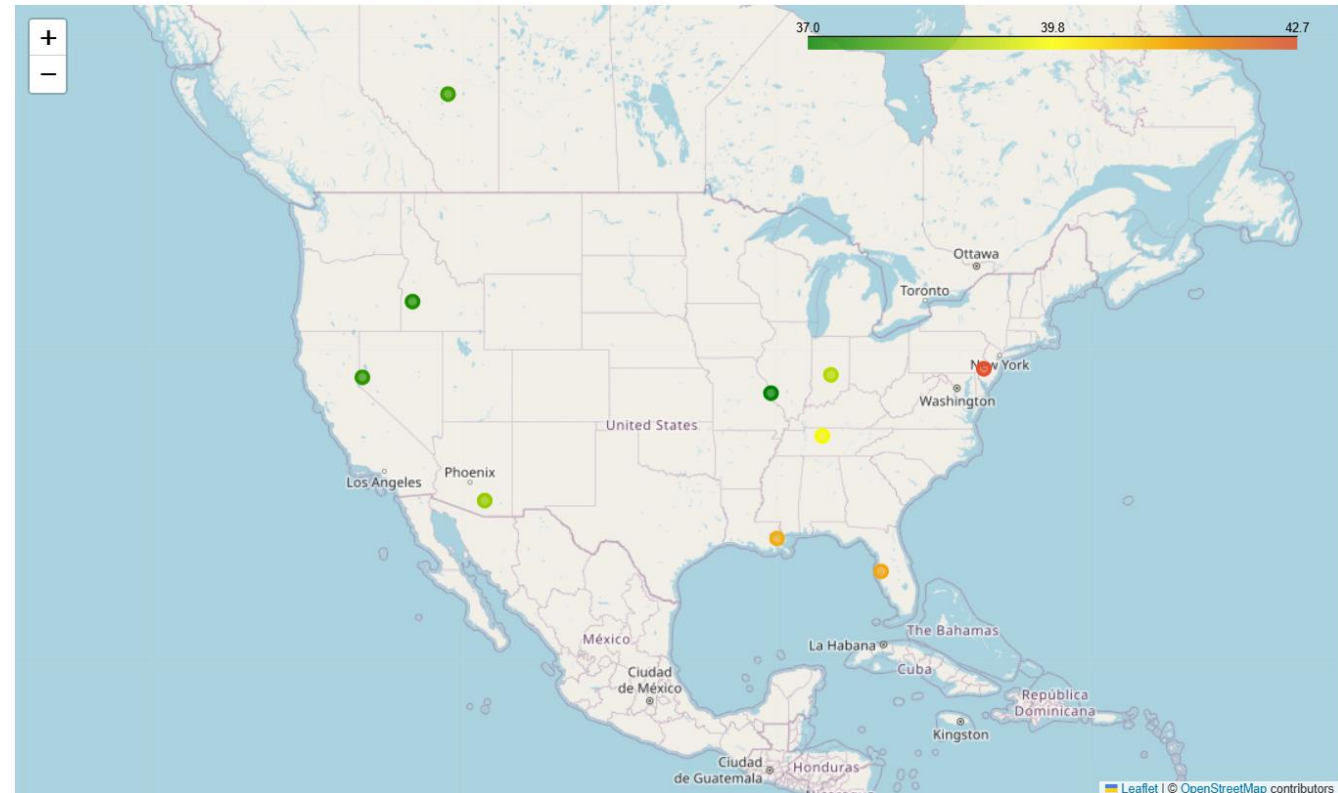 +
−
37.0 39.8 42.7
Ottawa
Toronto
New York
Washington
United States
Phoenix
Los Angeles
The Bahamas
México
La Habana
Cuba
Ciudad
de México
República
Dominicana
Kingston
Ciudad
de Guatemala
Honduras
Leaflet | © OpenStreetMap contributors